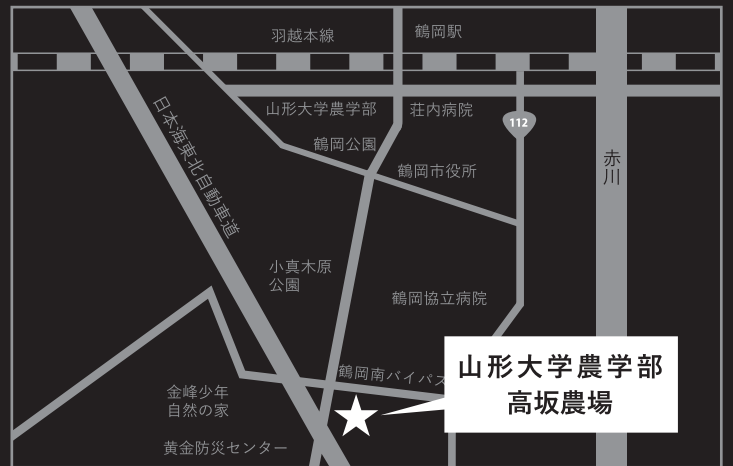 羽越本線
鶴岡駅
日本海東北自動車道
山形大学農学部
荘内病院
112
鶴岡公園
鶴岡市役所
赤川
小真木原
公園
鶴岡協立病院
鶴岡南バイパス
山形大学農学部
高坂農場
金峰少年
自然の家
黄金防災センター